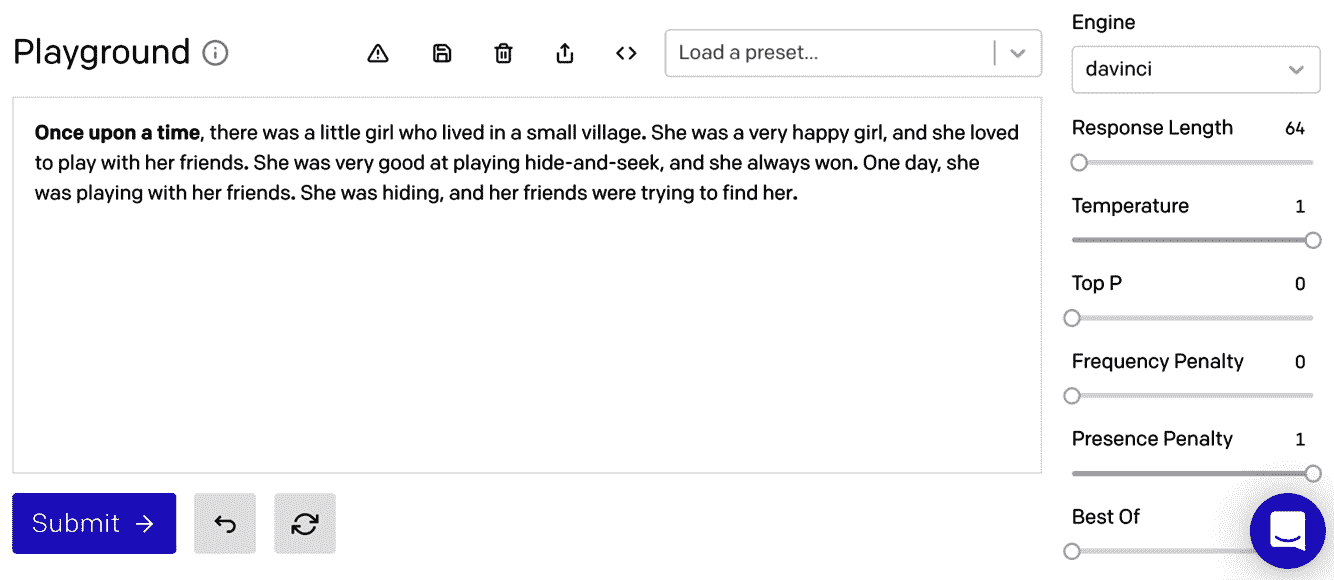 Playground
Load a preset...
Once upon a time, there was a little girl who lived in a small village. She was a very happy girl, and she loved
to play with her friends. She was very good at playing hide-and-seek, and she always won. One day, she
was playing with her friends. She was hiding, and her friends were trying to find her.
Submit
Engine
davinci
Response Length 64
Temperature 1
Top P 0
Frequency Penalty 0
Presence Penalty 1
Best Of